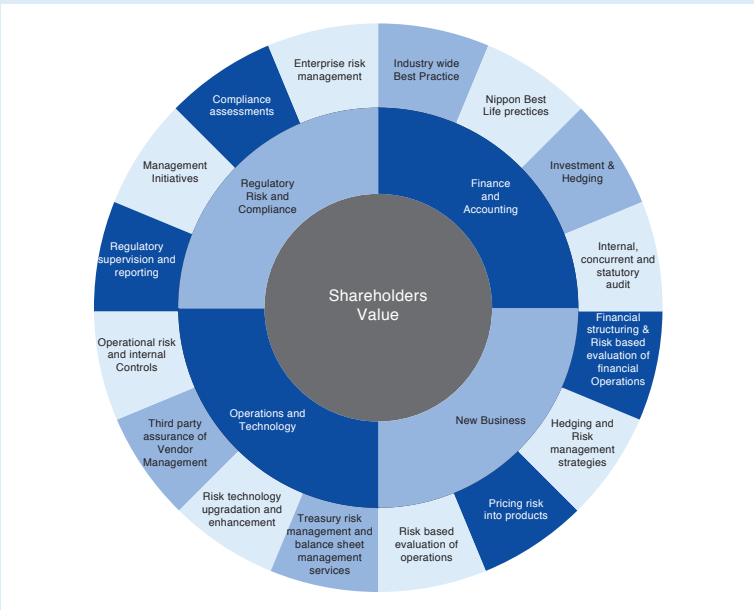 Enterprise risk
management
Industry wide
Best Practice
Compliance
assessments
Nippon Best
Life prectices
Management
Initiatives
Investment &
Hedging
Regulatory
Risk and
Compliance
Finance
and
Accounting
Regulatory
supervision and
reporting
Internal,
concurrent and
statutory
audit
Shareholders
Value
Operational risk
and internal
Controls
Financial
structuring &
Risk based
evaluation of
financial
Operations
Operations and
Technology
New Business
Third party
assurance of
Vendor
Management
Hedging and
Risk
management
strategies
Risk technology
upgradation and
enhancement
Pricing risk
into products
Treasury risk
management and
balance sheet
management
services
Risk based
evaluation of
operations